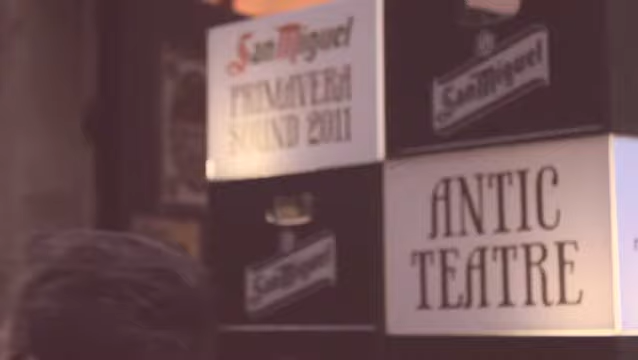 San Miguel
PRIMAVERA
SOUND 2011
San Miguel
San Miguel
ANTIC
TEATRE